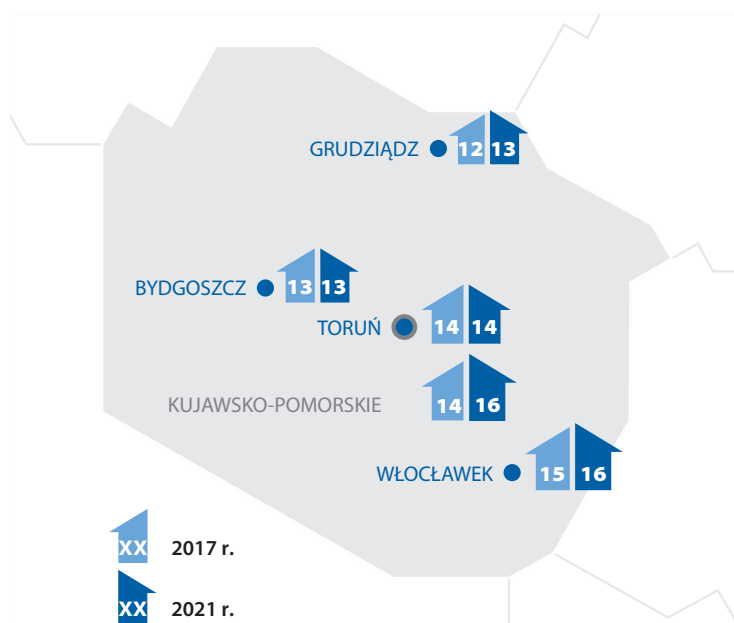 GRUDZIĄDZ 12 13
BYDGOSZCZ 13 13
TORUŃ 14 14
KUJAWSKO-POMORSKIE 14 16
WŁOCŁAWEK 15 16
XX 2017 r.
XX 2021 r.